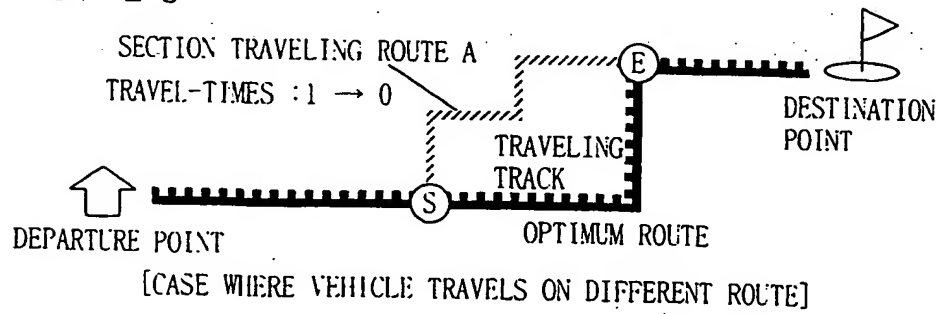 SECTION TRAVELING ROUTE A
TRAVEL-TIMES : 1 → 0
E
DESTINATION
POINT
TRAVELING
TRACK
S
DEPARTURE POINT
OPTIMUM ROUTE
[CASE WHERE VEHICLE TRAVELS ON DIFFERENT ROUTE]